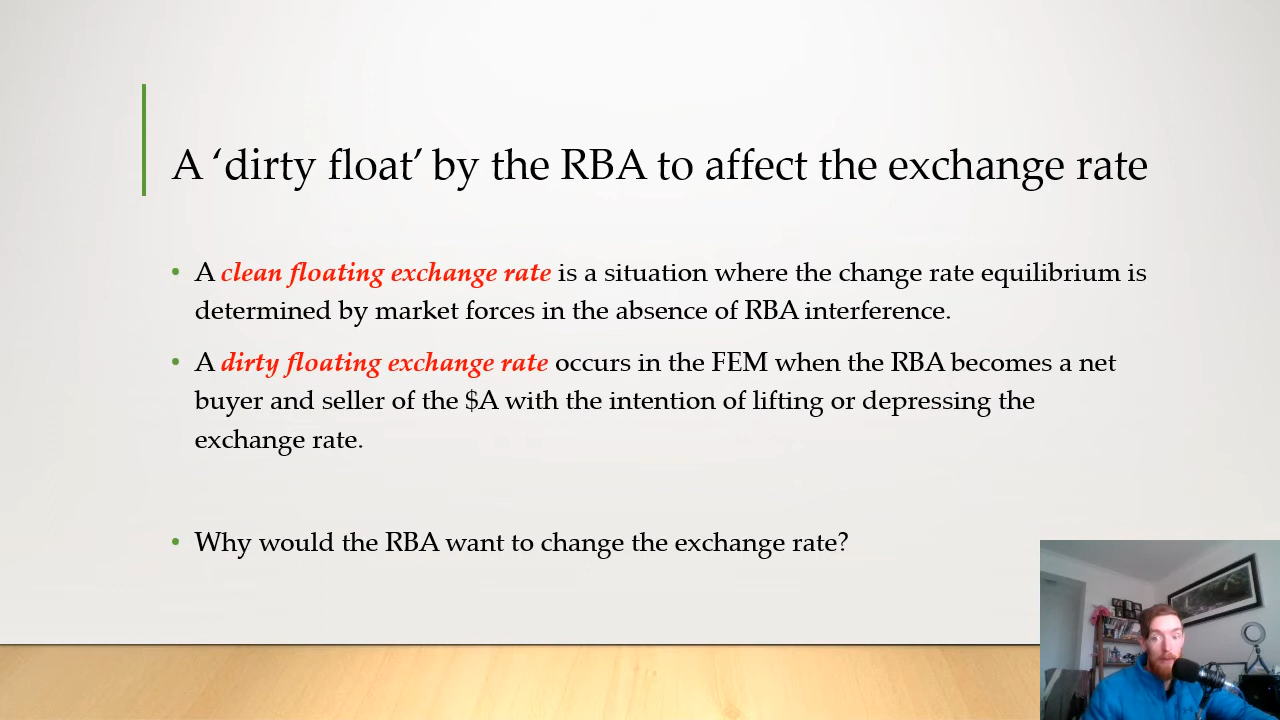 A ‘dirty float’ by the RBA to affect the exchange rate
• A clean floating exchange rate is a situation where the change rate equilibrium is
determined by market forces in the absence of RBA interference.
• A dirty floating exchange rate occurs in the FEM when the RBA becomes a net
buyer and seller of the $A with the intention of lifting or depressing the
exchange rate.
• Why would the RBA want to change the exchange rate?